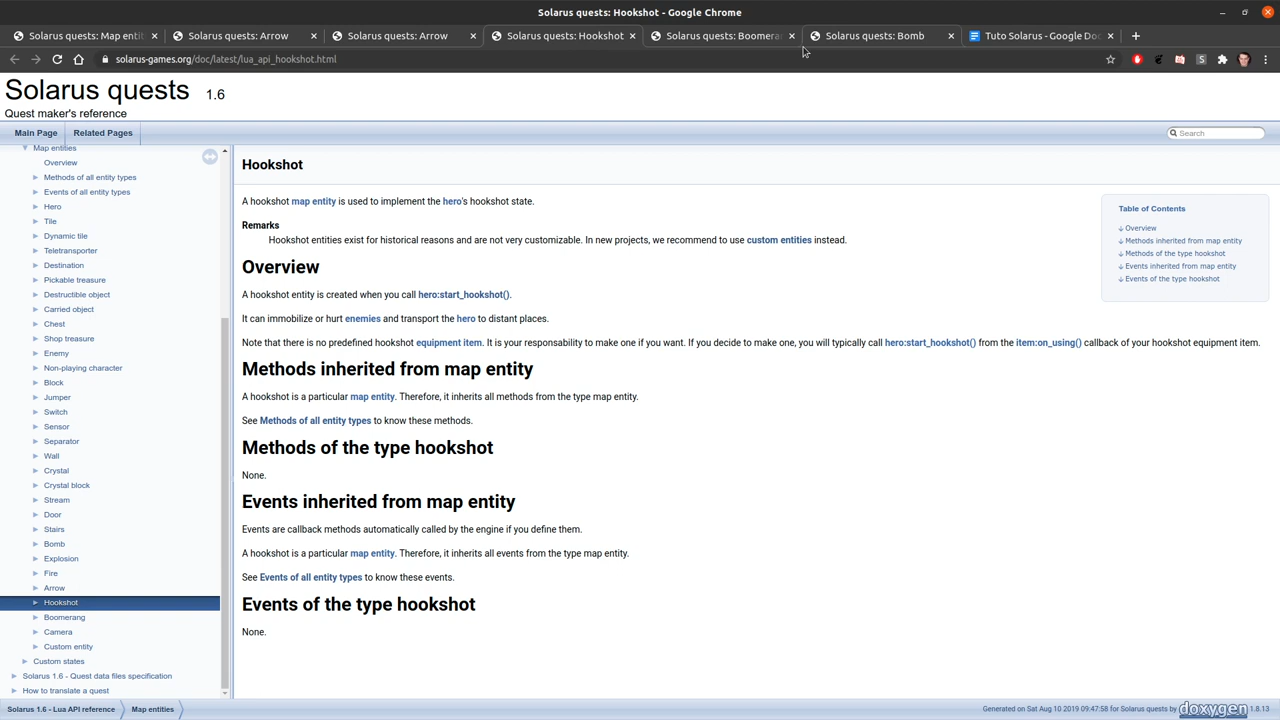 Solarus quests: Hookshot - Google Chrome
Solarus quests: Map enti
Solarus quests: Arrow
Solarus quests: Arrow
Solarus quests: Hookshot
Solarus quests: Boomeran
Solarus quests: Bomb
Tuto Solarus - Google Doc
solarus-games.org/doc/latest/lua_api_hookshot.html
Solarus quests 1.6
Quest maker's reference
Main Page
Related Pages
Search
Map entities
Overview
Methods of all entity types
Events of all entity types
Hero
Tile
Dynamic tile
Teletransporter
Destination
Pickable treasure
Destructible object
Carried object
Chest
Shop treasure
Enemy
Non-playing character
Block
Jumper
Switch
Sensor
Separator
Wall
Crystal
Crystal block
Stream
Door
Stairs
Bomb
Explosion
Fire
Arrow
Hookshot
Boomerang
Camera
Custom entity
Custom states
Solarus 1.6 - Quest data files specification
How to translate a quest
Hookshot
A hookshot map entity is used to implement the hero's hookshot state.
Remarks
Hookshot entities exist for historical reasons and are not very customizable. In new projects, we recommend to use custom entities instead.
Overview
A hookshot entity is created when you call hero:start_hookshot().
It can immobilize or hurt enemies and transport the hero to distant places.
Note that there is no predefined hookshot equipment item. It is your responsability to make one if you want. If you decide to make one, you will typically call hero:start_hookshot() from the item:on_using() callback of your hookshot equipment item.
Methods inherited from map entity
A hookshot is a particular map entity. Therefore, it inherits all methods from the type map entity.
See Methods of all entity types to know these methods.
Methods of the type hookshot
None.
Events inherited from map entity
Events are callback methods automatically called by the engine if you define them.
A hookshot is a particular map entity. Therefore, it inherits all events from the type map entity.
See Events of all entity types to know these events.
Events of the type hookshot
None.
Table of Contents
↓ Overview
↓ Methods inherited from map entity
↓ Methods of the type hookshot
↓ Events inherited from map entity
↓ Events of the type hookshot
Solarus 1.6 - Lua API reference
Map entities
Generated on Sat Aug 10 2019 09:47:58 for Solarus quests by doxygen 1.8.13